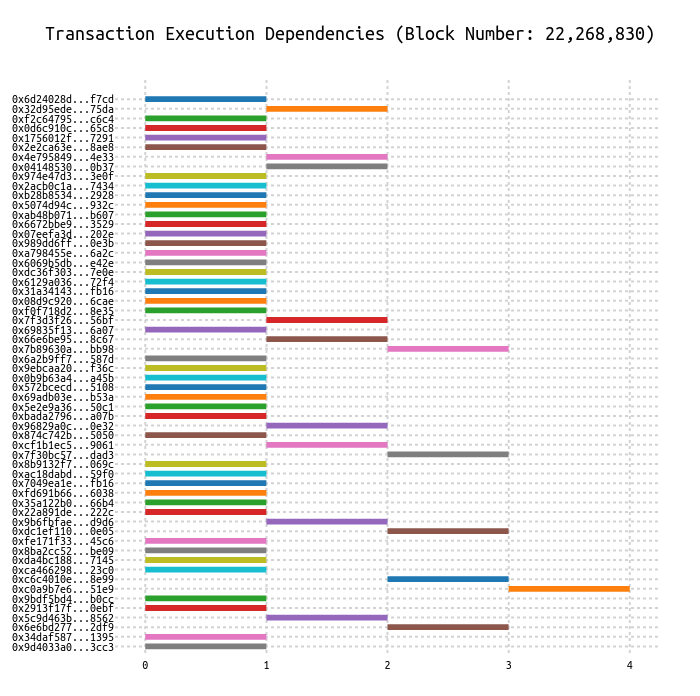 Transaction Execution Dependencies (Block Number: 22,268,830)
0x6d24028d...f7cd
0x32d95ede...75da
0xf2c64795...c6c4
0x0d6c910c...65c8
0x1756012f...7291
0x2e2ca63e...8ae8
0x4e795849...4e33
0x04148530...0b37
0x974e47d3...3e0f
0x2acb0c1a...7434
0xb28b8534...2928
0x5074d94c...932c
0xab48b071...b607
0x6672bbe9...3529
0x07eefa3d...202e
0x989dd6ff...0e3b
0xa798455e...6a2c
0x6069b5db...e42e
0xdc36f303...7e0e
0x6129a036...72f4
0x31a34143...fb16
0x08d9c920...6cae
0xf0f718d2...8e35
0x7f3d3f26...56bf
0x69835f13...6a07
0x66e6be95...8c67
0x7b89630a...bb98
0x6a2b9ff7...587d
0x9ebcaa20...f36c
0x0b9b63a4...a45b
0x572bcecd...5108
0x69adb03e...b53a
0x5e2e9a36...50c1
0xbada2796...a07b
0x96829a0c...0e32
0x874c742b...5050
0xcf1b1ec5...9061
0x7f30bc57...dad3
0x8b9132f7...069c
0xac18dabd...59f0
0x7049ea1e...fb16
0xfd691b66...6038
0x35a122b0...66b4
0x22a891de...222c
0x9b6fbfae...d9d6
0xdc1ef110...0e05
0xfe171f33...45c6
0x8ba2cc52...be09
0xda4bc188...7145
0xca466298...23c0
0xc6c4010e...8e99
0xc0a9b7e6...51e9
0x9bdf5bd4...b0cc
0x2913f17f...0ebf
0x5c9d463b...8562
0x6e6bd277...2df9
0x34daf587...1395
0x9d4033a0...3cc3
0 1 2 3 4